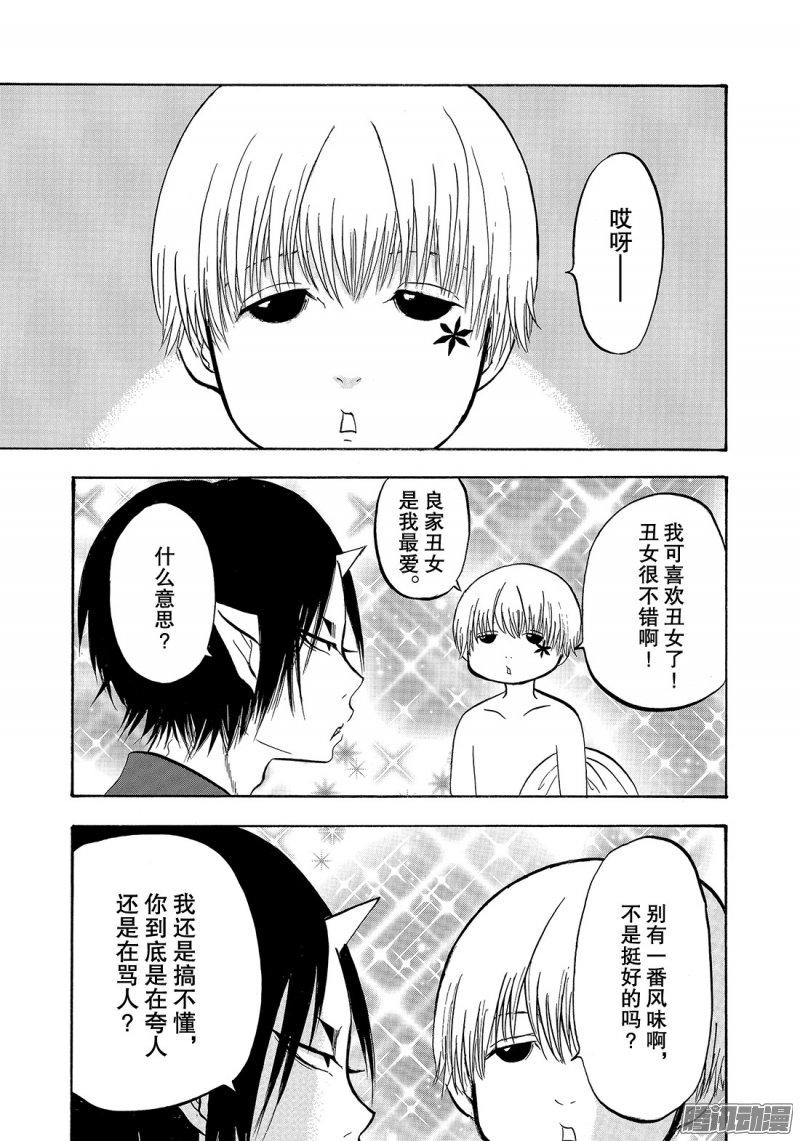 哎呀——
我可喜欢丑女了！
丑女很不错啊！
良家丑女
是我最爱。
什么意思？
别有一番风味啊，
不是挺好的吗？
我还是搞不懂，
你到底是在夸人
还是在骂人？
腾讯动漫